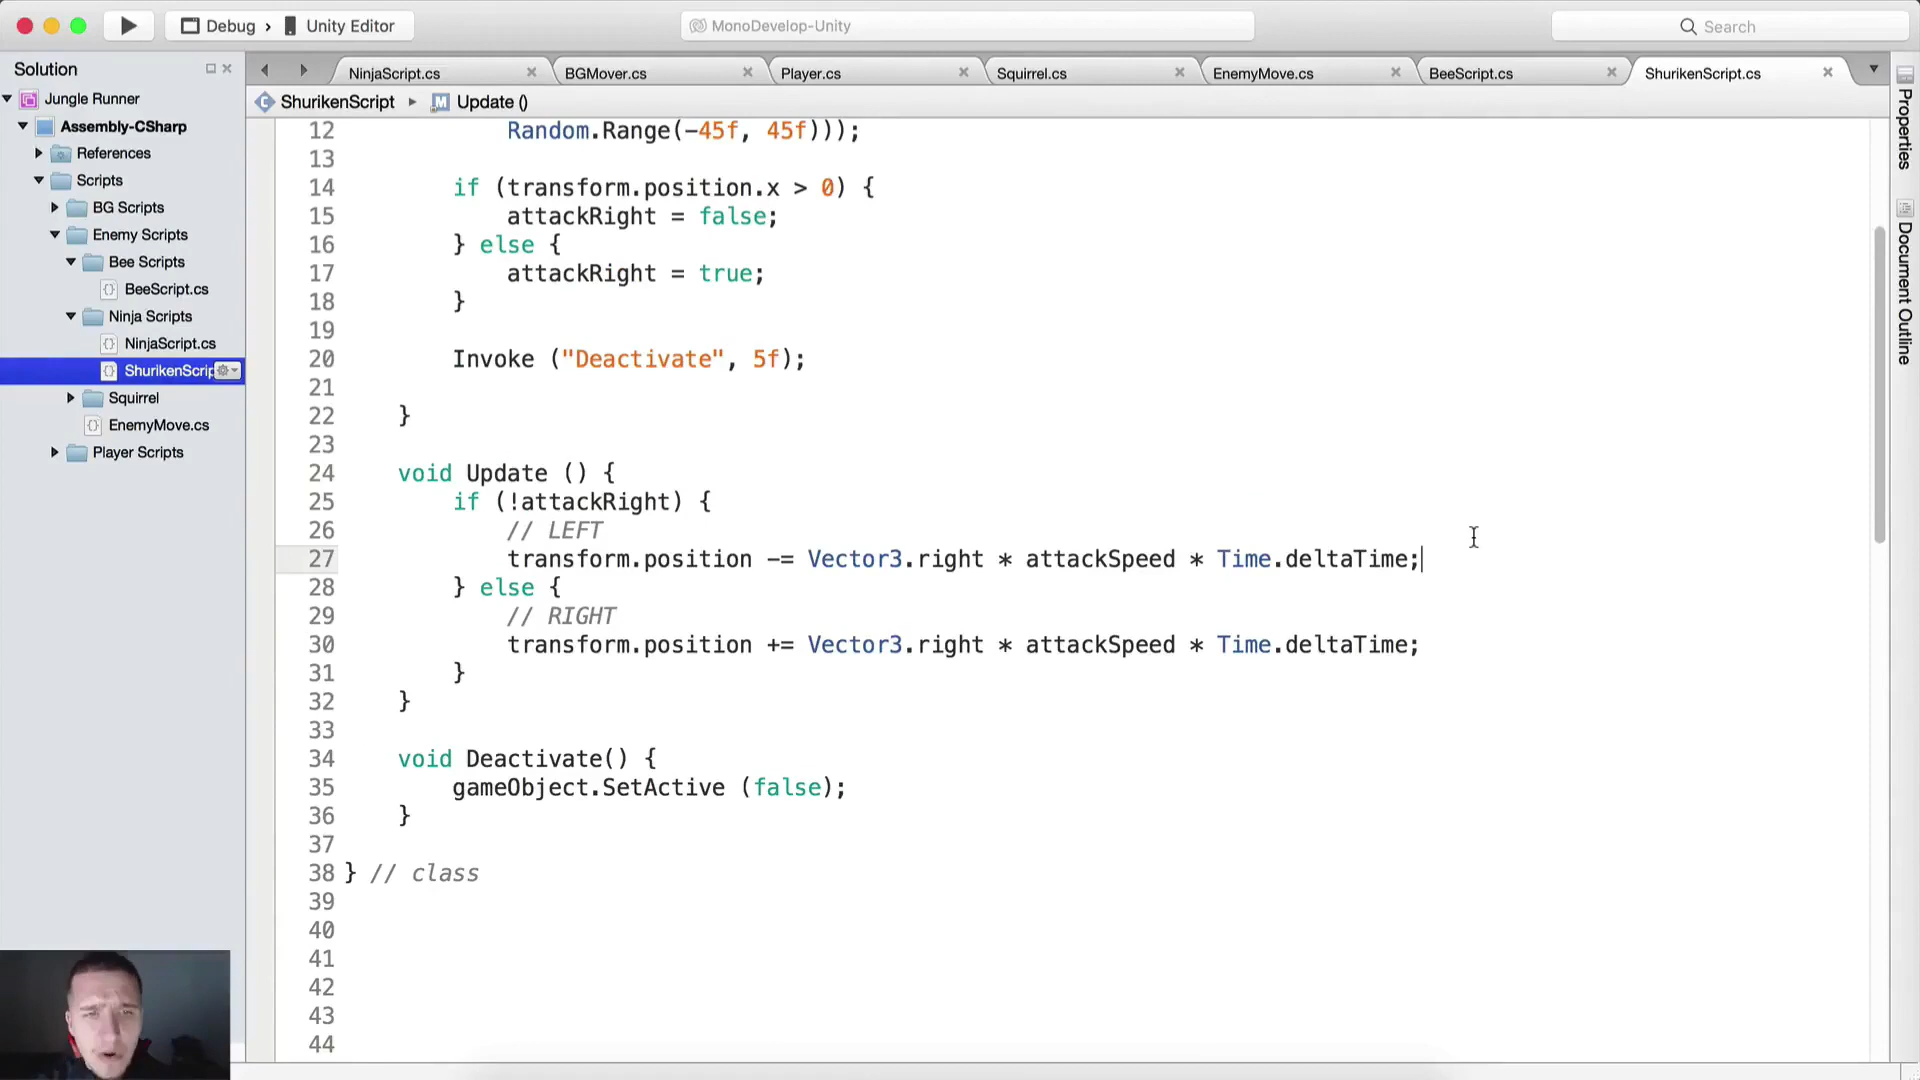 Debug > Unity Editor
MonoDevelop-Unity
Search
Solution
NinjaScript.cs
BGMover.cs
Player.cs
Squirrel.cs
EnemyMove.cs
BeeScript.cs
ShurikenScript.cs
Jungle Runner
Assembly-CSharp
References
Scripts
BG Scripts
Enemy Scripts
Bee Scripts
BeeScript.cs
Ninja Scripts
NinjaScript.cs
ShurikenScrip
Squirrel
EnemyMove.cs
Player Scripts
ShurikenScript ▸ M Update ()
12 Random.Range(-45f, 45f)));
13
14 if (transform.position.x > 0) {
15 attackRight = false;
16 } else {
17 attackRight = true;
18 }
19
20 Invoke ("Deactivate", 5f);
21
22 }
23
24 void Update () {
25 if (!attackRight) {
26 // LEFT
27 transform.position -= Vector3.right * attackSpeed * Time.deltaTime;
28 } else {
29 // RIGHT
30 transform.position += Vector3.right * attackSpeed * Time.deltaTime;
31 }
32 }
33
34 void Deactivate() {
35 gameObject.SetActive (false);
36 }
37
38 } // class
39
40
41
42
43
44
Properties
Document Outline